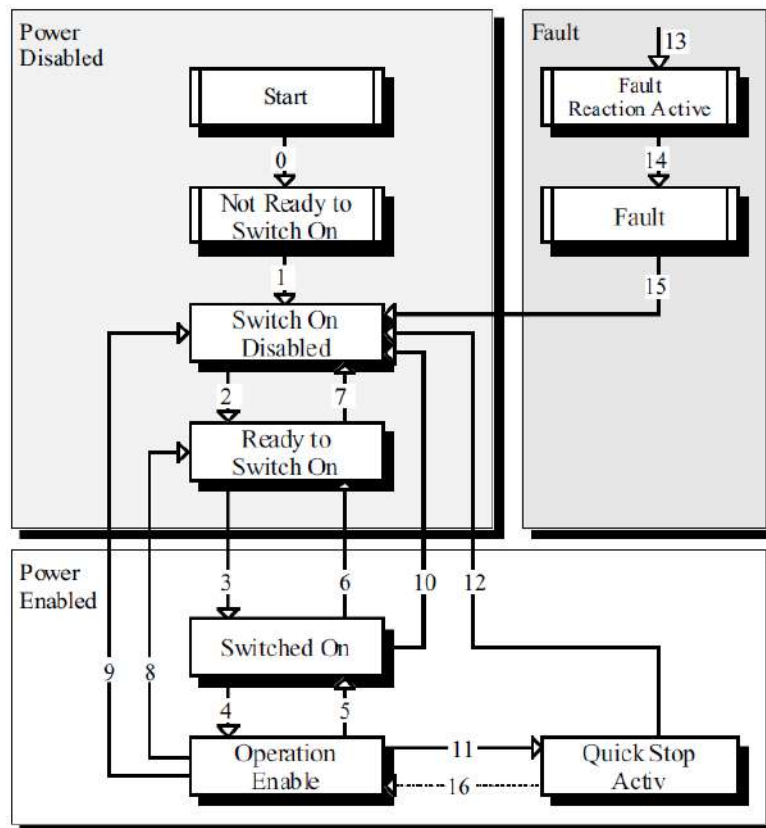 Power
Disabled
Start
0
Not Ready to
Switch On
1
Switch On
Disabled
2
7
Ready to
Switch On
Fault
13
Fault
Reaction Active
14
Fault
15
Power
Enabled
3
6
10
12
Switched On
9
8
4
5
Operation
Enable
11
16
Quick Stop
Activ